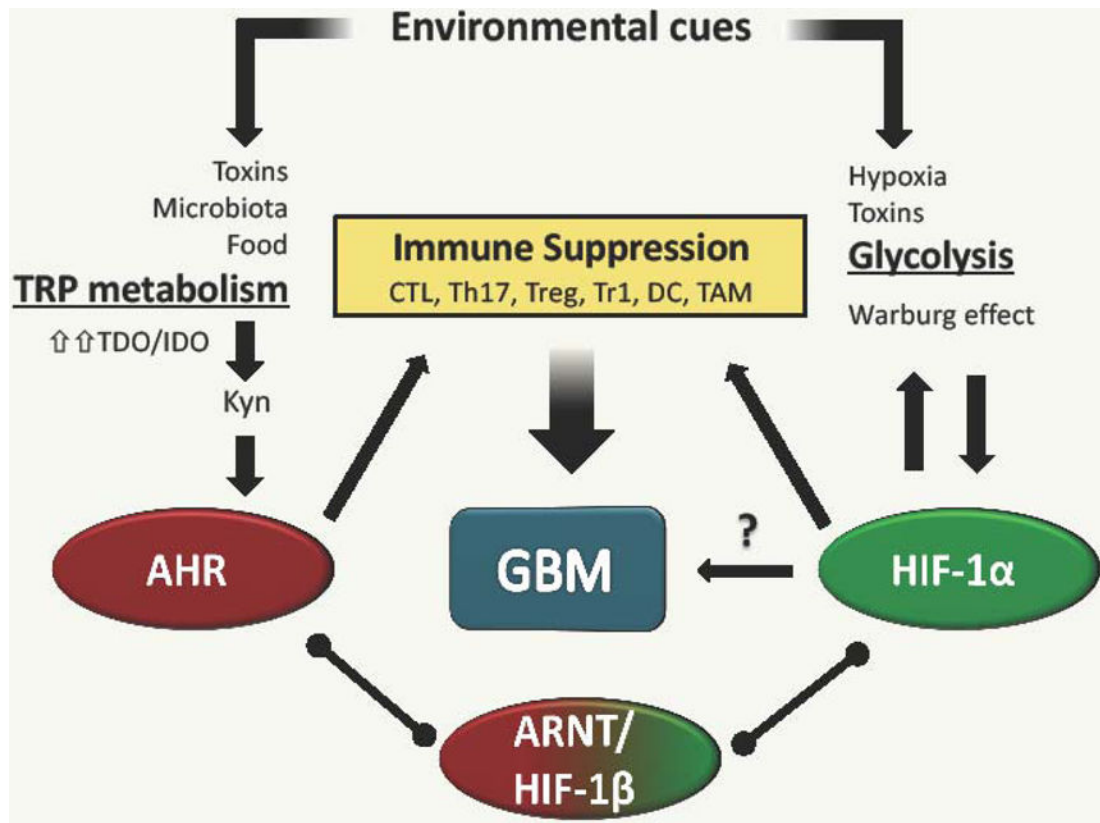 Environmental cues
Toxins
Microbiota
Food
TRP metabolism
⇧⇧TDO/IDO
Kyn
Immune Suppression
CTL, Th17, Treg, Tr1, DC, TAM
Hypoxia
Toxins
Glycolysis
Warburg effect
AHR
GBM
?
HIF-1α
ARNT/
HIF-1β